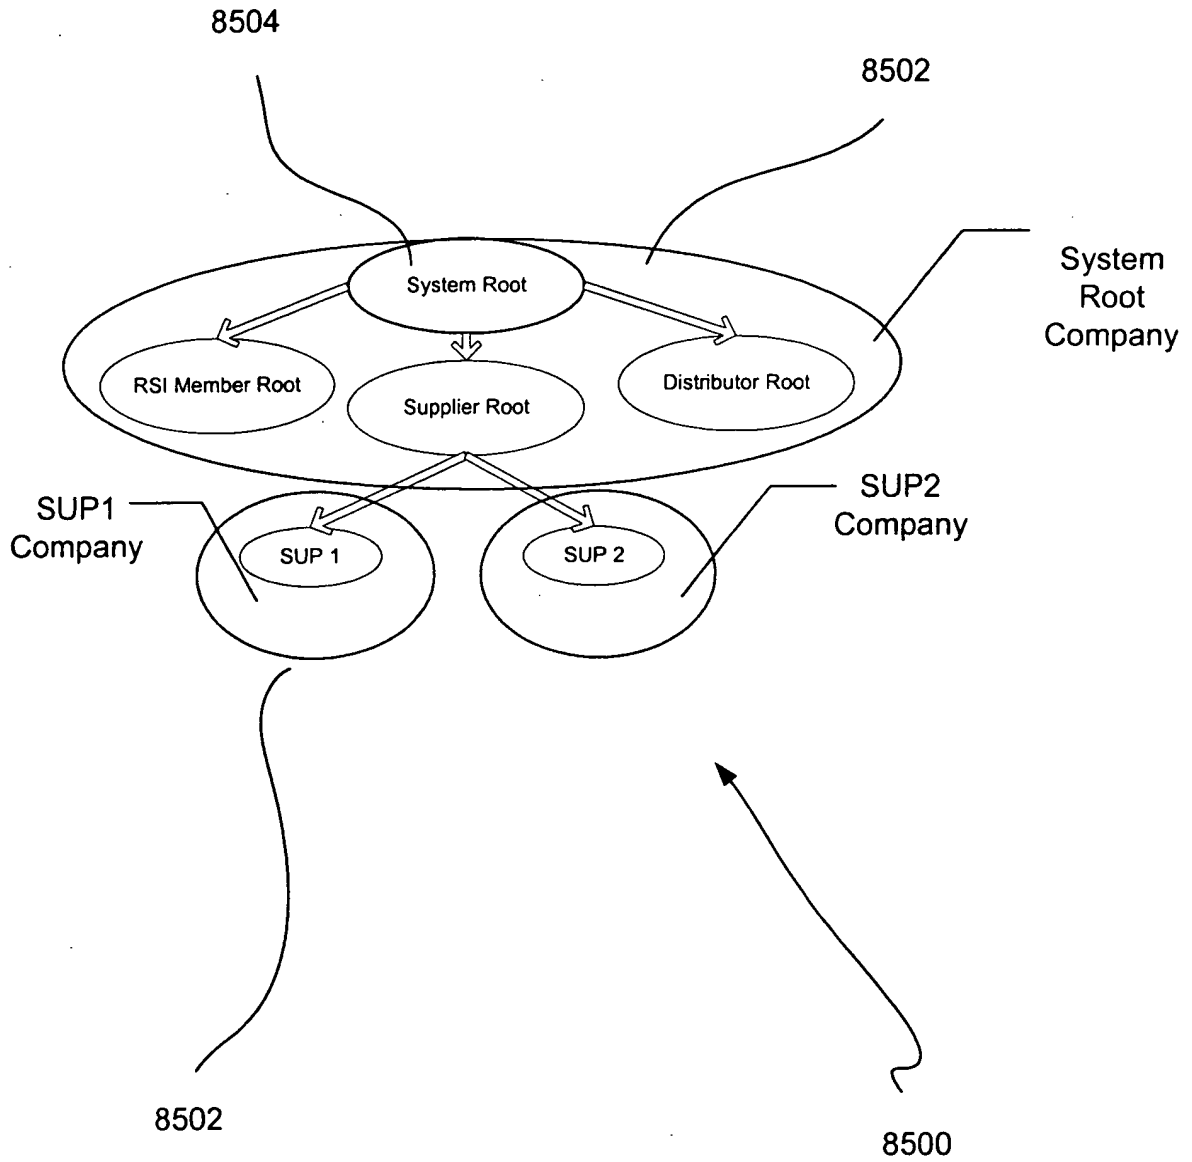 8504
8502
System Root
System
Root
Company
RSI Member Root
Supplier Root
Distributor Root
SUP1
Company
SUP2
Company
SUP 1
SUP 2
8502
8500